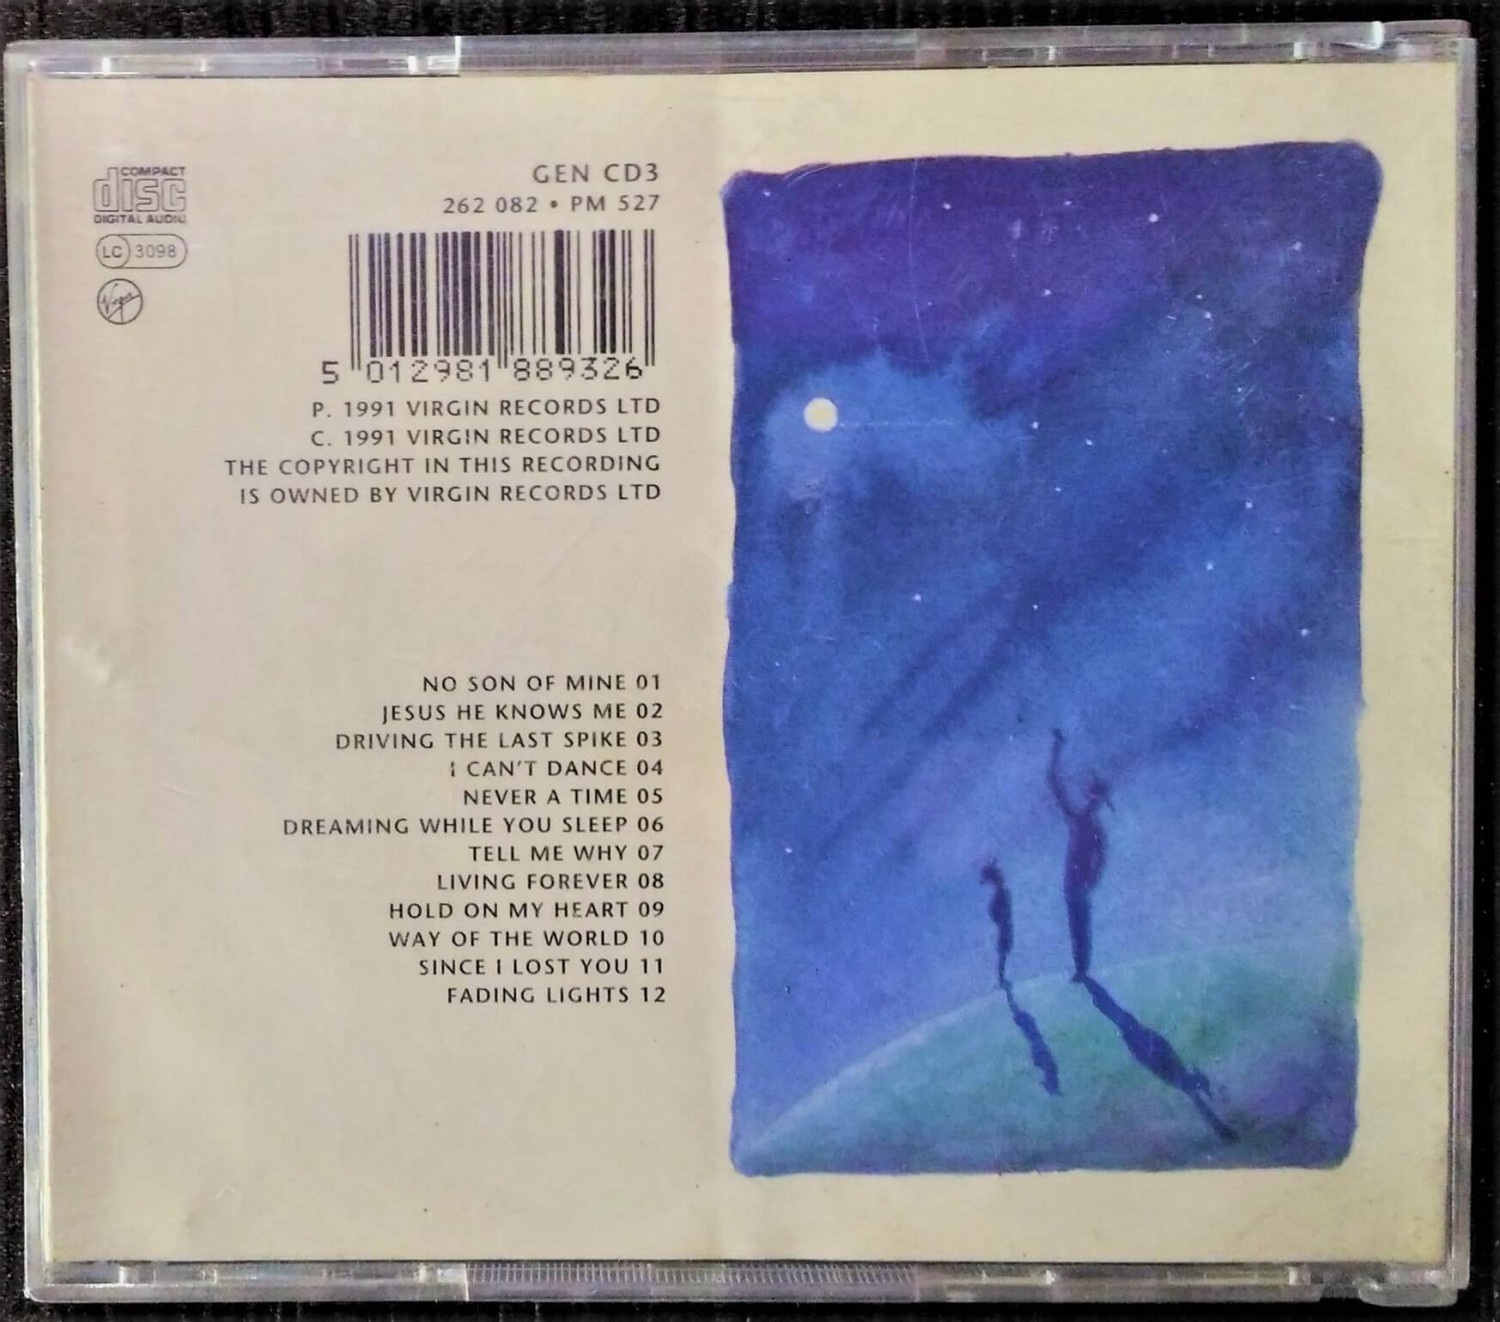 COMPACT
disc
DIGITAL AUDIO
LC 3098
Virgin
GEN CD3
262 082 • PM 527
5 012981 889326
P. 1991 VIRGIN RECORDS LTD
C. 1991 VIRGIN RECORDS LTD
THE COPYRIGHT IN THIS RECORDING
IS OWNED BY VIRGIN RECORDS LTD
NO SON OF MINE 01
JESUS HE KNOWS ME 02
DRIVING THE LAST SPIKE 03
I CAN'T DANCE 04
NEVER A TIME 05
DREAMING WHILE YOU SLEEP 06
TELL ME WHY 07
LIVING FOREVER 08
HOLD ON MY HEART 09
WAY OF THE WORLD 10
SINCE I LOST YOU 11
FADING LIGHTS 12